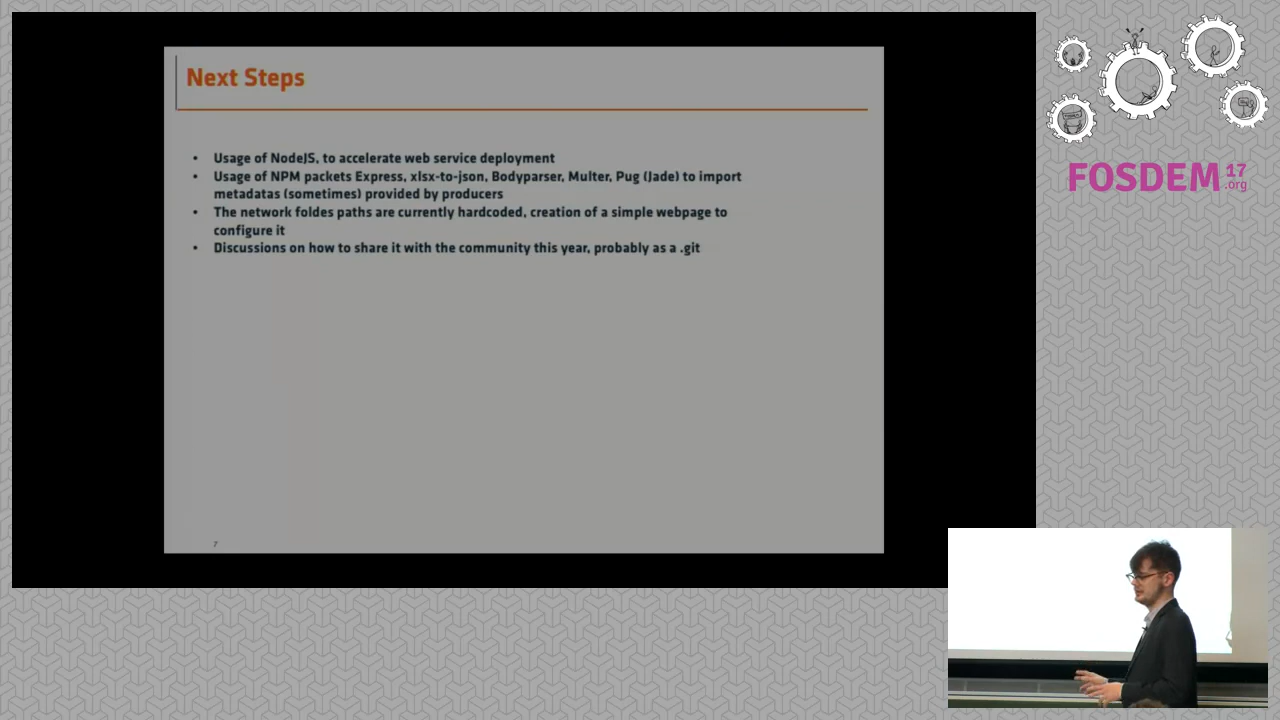 Next Steps
• Usage of NodeJS, to accelerate web service deployment
• Usage of NPM packets Express, xlsx-to-json, Bodyparser, Multer, Pug (Jade) to import
metadatas (sometimes) provided by producers
• The network foldes paths are currently hardcoded, creation of a simple webpage to
configure it
• Discussions on how to share it with the community this year, probably as a .git
7
FOSDEM 17
.org